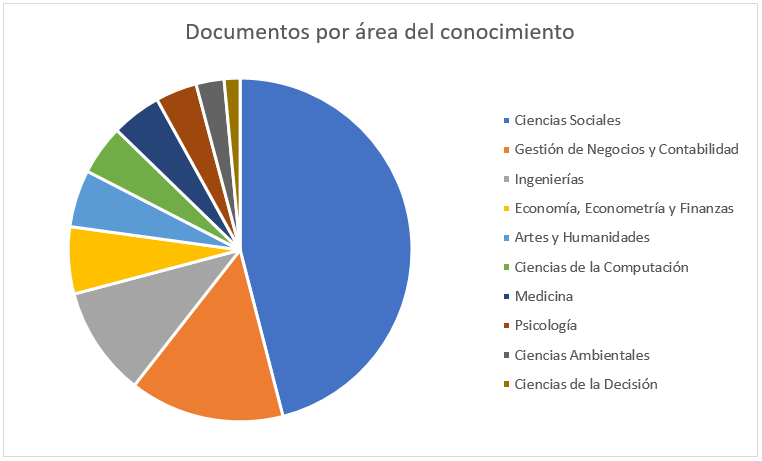 Documentos por área del conocimiento
Ciencias Sociales
Gestión de Negocios y Contabilidad
Ingenierías
Economía, Econometría y Finanzas
Artes y Humanidades
Ciencias de la Computación
Medicina
Psicología
Ciencias Ambientales
Ciencias de la Decisión